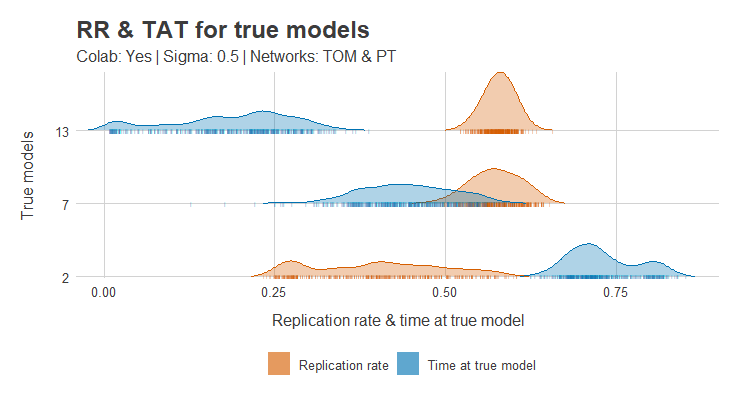 RR & TAT for true models
Colab: Yes | Sigma: 0.5 | Networks: TOM & PT
True models
13
7
2
0.00 0.25 0.50 0.75
Replication rate & time at true model
Replication rate Time at true model